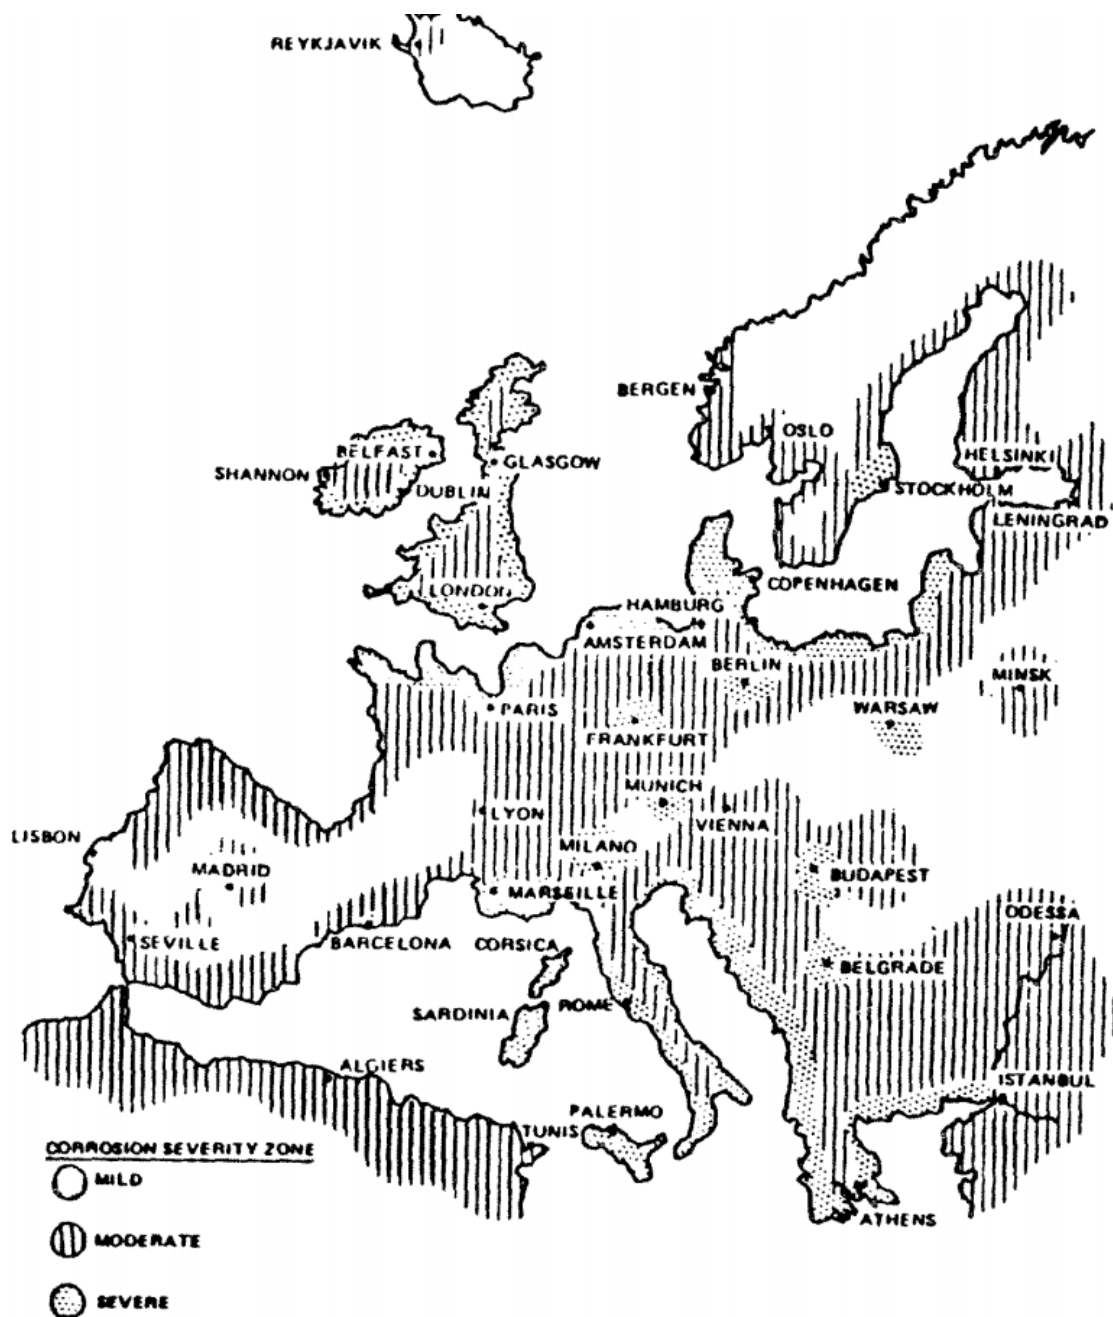 REYKJAVIK
BERGEN
OSLO
BELFAST
HELSINKI
SHANNON
GLASGOW
DUBLIN
STOCKHOLM
LENINGRAD
LONDON
COPENHAGEN
HAMBURG
AMSTERDAM
BERLIN
MINSK
PARIS
WARSAW
FRANKFURT
MUNICH
LYON
VIENNA
LISBON
MILANO
MADRID
BUDAPEST
MARSEILLE
ODESSA
SEVILLE
BARCELONA
CORSICA
BELGRADE
SARDINIA
ROME
ALGIERS
ISTANBUL
PALERMO
TUNIS
ATHENS
CORROSION SEVERITY ZONE
MILD
MODERATE
SEVERE